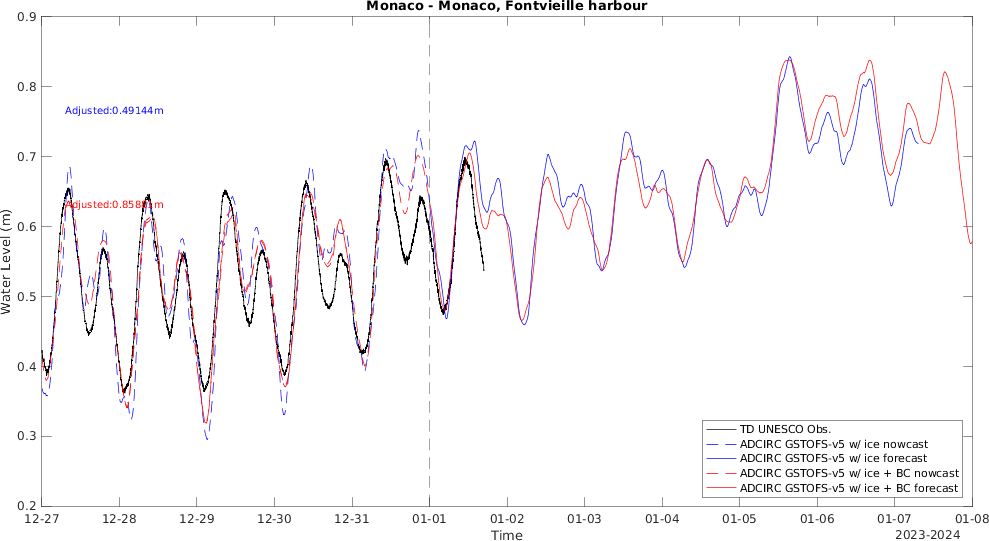 Monaco - Monaco, Fontvieille harbour
0.9
0.8
0.7
0.6
0.5
0.4
0.3
0.2
Water Level (m)
Adjusted:0.49144m
TD UNESCO Obs.
ADCIRC GSTOFS-v5 w/ ice nowcast
ADCIRC GSTOFS-v5 w/ ice forecast
ADCIRC GSTOFS-v5 w/ ice + BC nowcast
ADCIRC GSTOFS-v5 w/ ice + BC forecast
12-27 12-28 12-29 12-30 12-31 01-01 01-02 01-03 01-04 01-05 01-06 01-07 01-08
Time
2023-2024